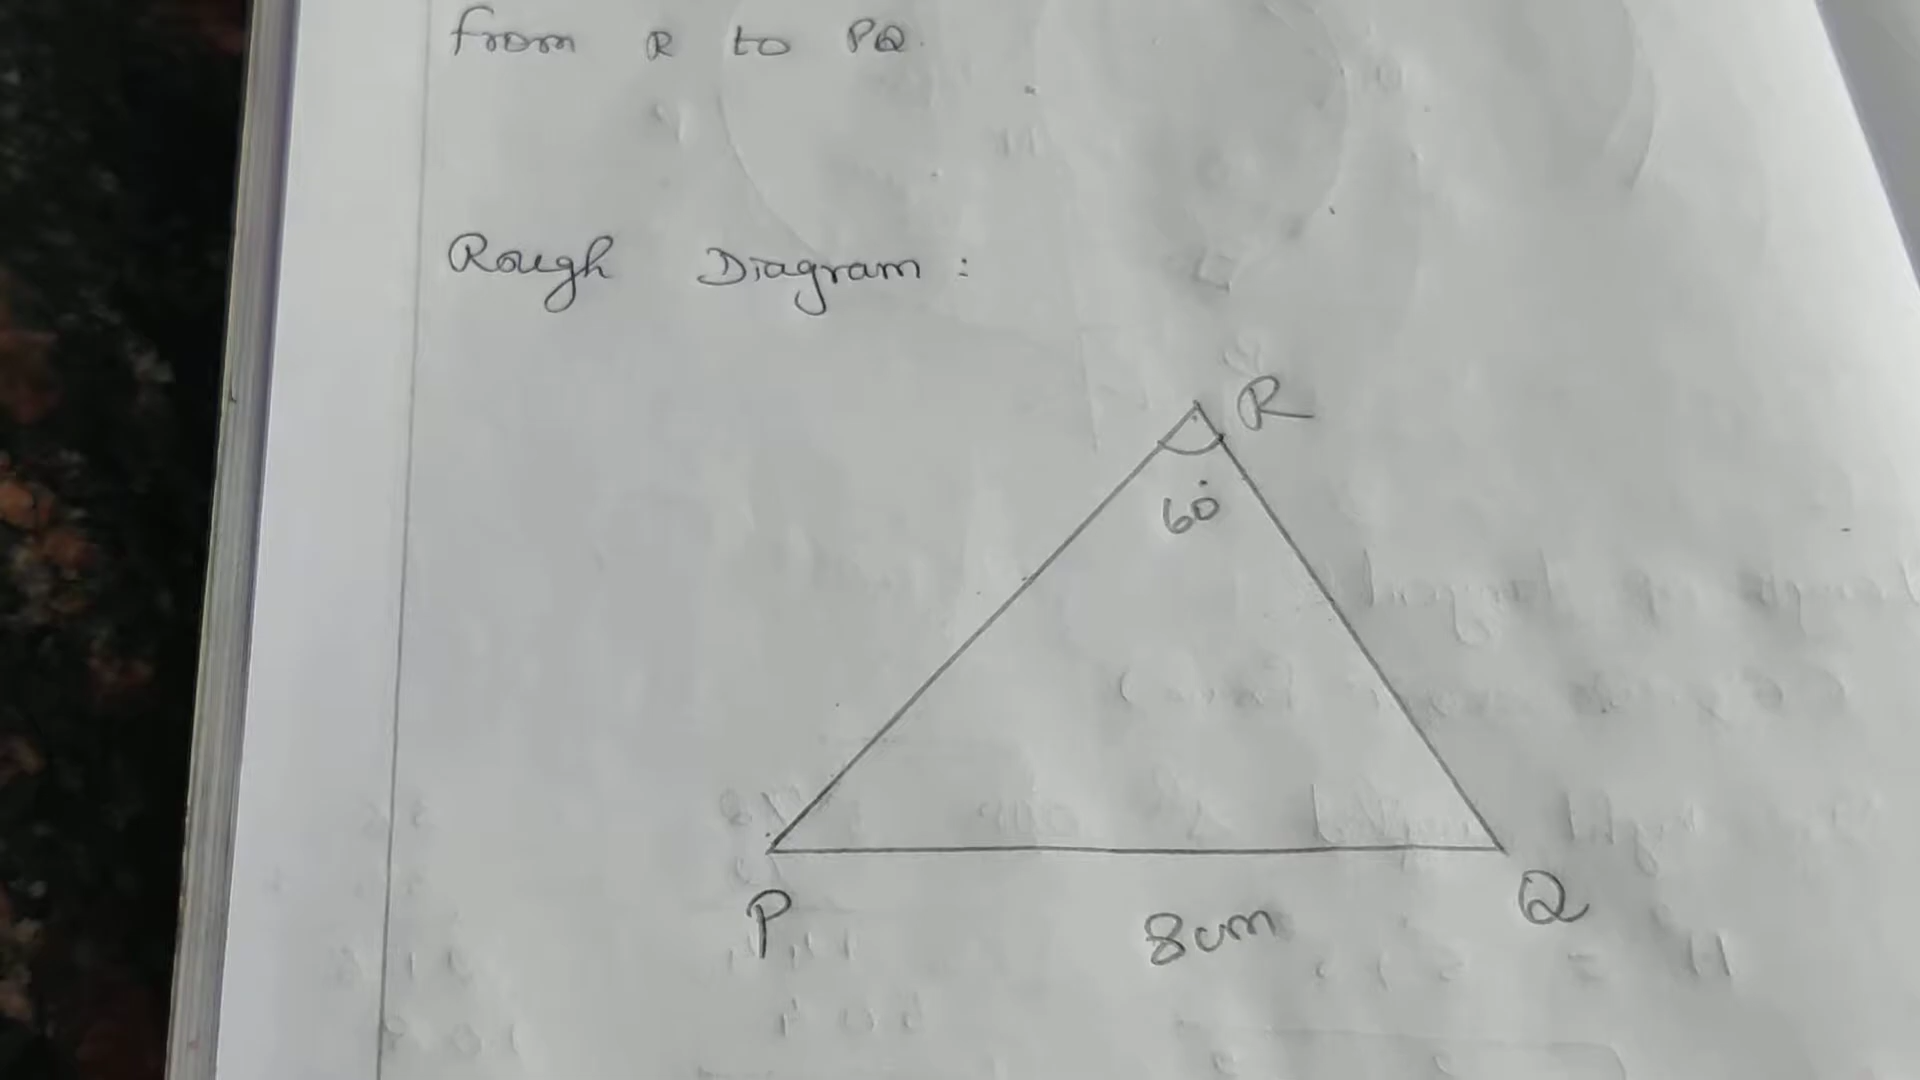 from R to PQ.
Rough Diagram :
R
60°
P
Q
8cm